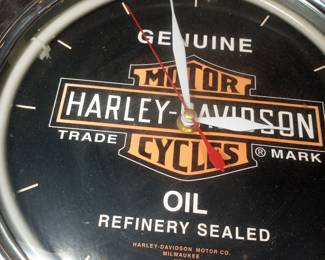 GENUINE
MOTOR
HARLEY-DAVIDSON
TRADE ® MARK
CYCLES
OIL
REFINERY SEALED
HARLEY-DAVIDSON MOTOR CO.
MILWAUKEE